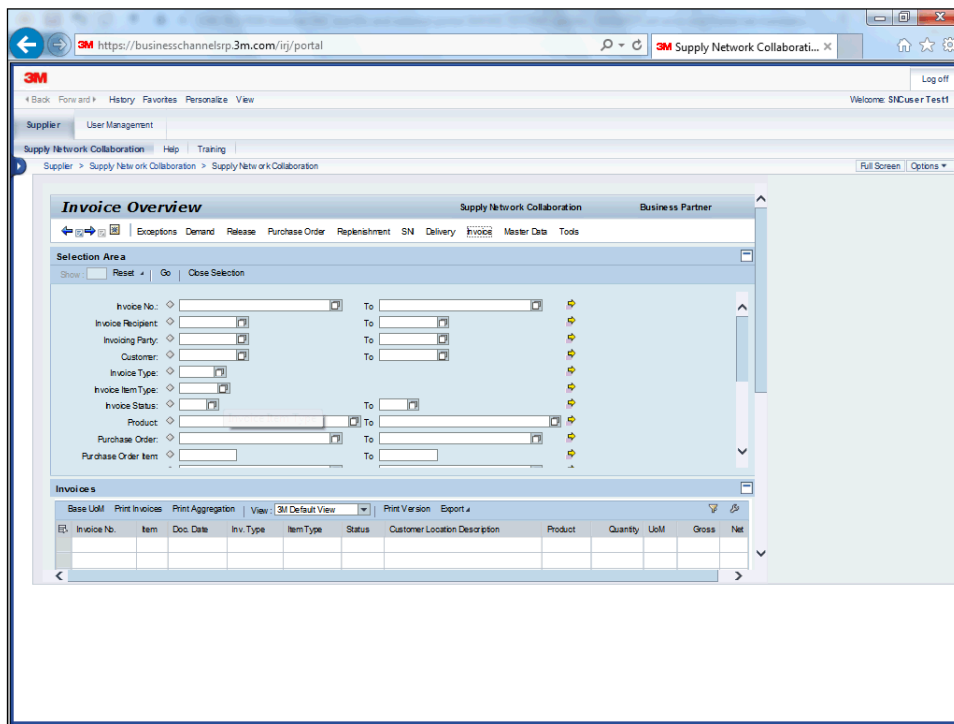 3M https://businesschannelsrp.3m.com/irj/portal 3M Supply Network Collaborati...
3M Log off
Back Forward History Favorites Personalize View Welcome: SNCuser Test1
Supplier User Management
Supply Network Collaboration Help Training
Supplier > Supply Network Collaboration > Supply Network Collaboration Full Screen Options
Invoice Overview Supply Network Collaboration Business Partner
Exceptions Demand Release Purchase Order Replenishment SNI Delivery Invoice Master Data Tools
Selection Area
Show: Reset Go Close Selection
Invoice No.: To
Invoice Recipient: To
Invoicing Party: To
Customer: To
Invoice Type:
Invoice Item Type:
Invoice Status: To
Product: To
Purchase Order: To
Purchase Order Item: To
Invoices
Base UoM Print Invoices Print Aggregation View: 3M Default View Print Version Export
Invoice No. Item Doc. Date Inv. Type Item Type Status Customer Location Description Product Quantity UoM Gross Net